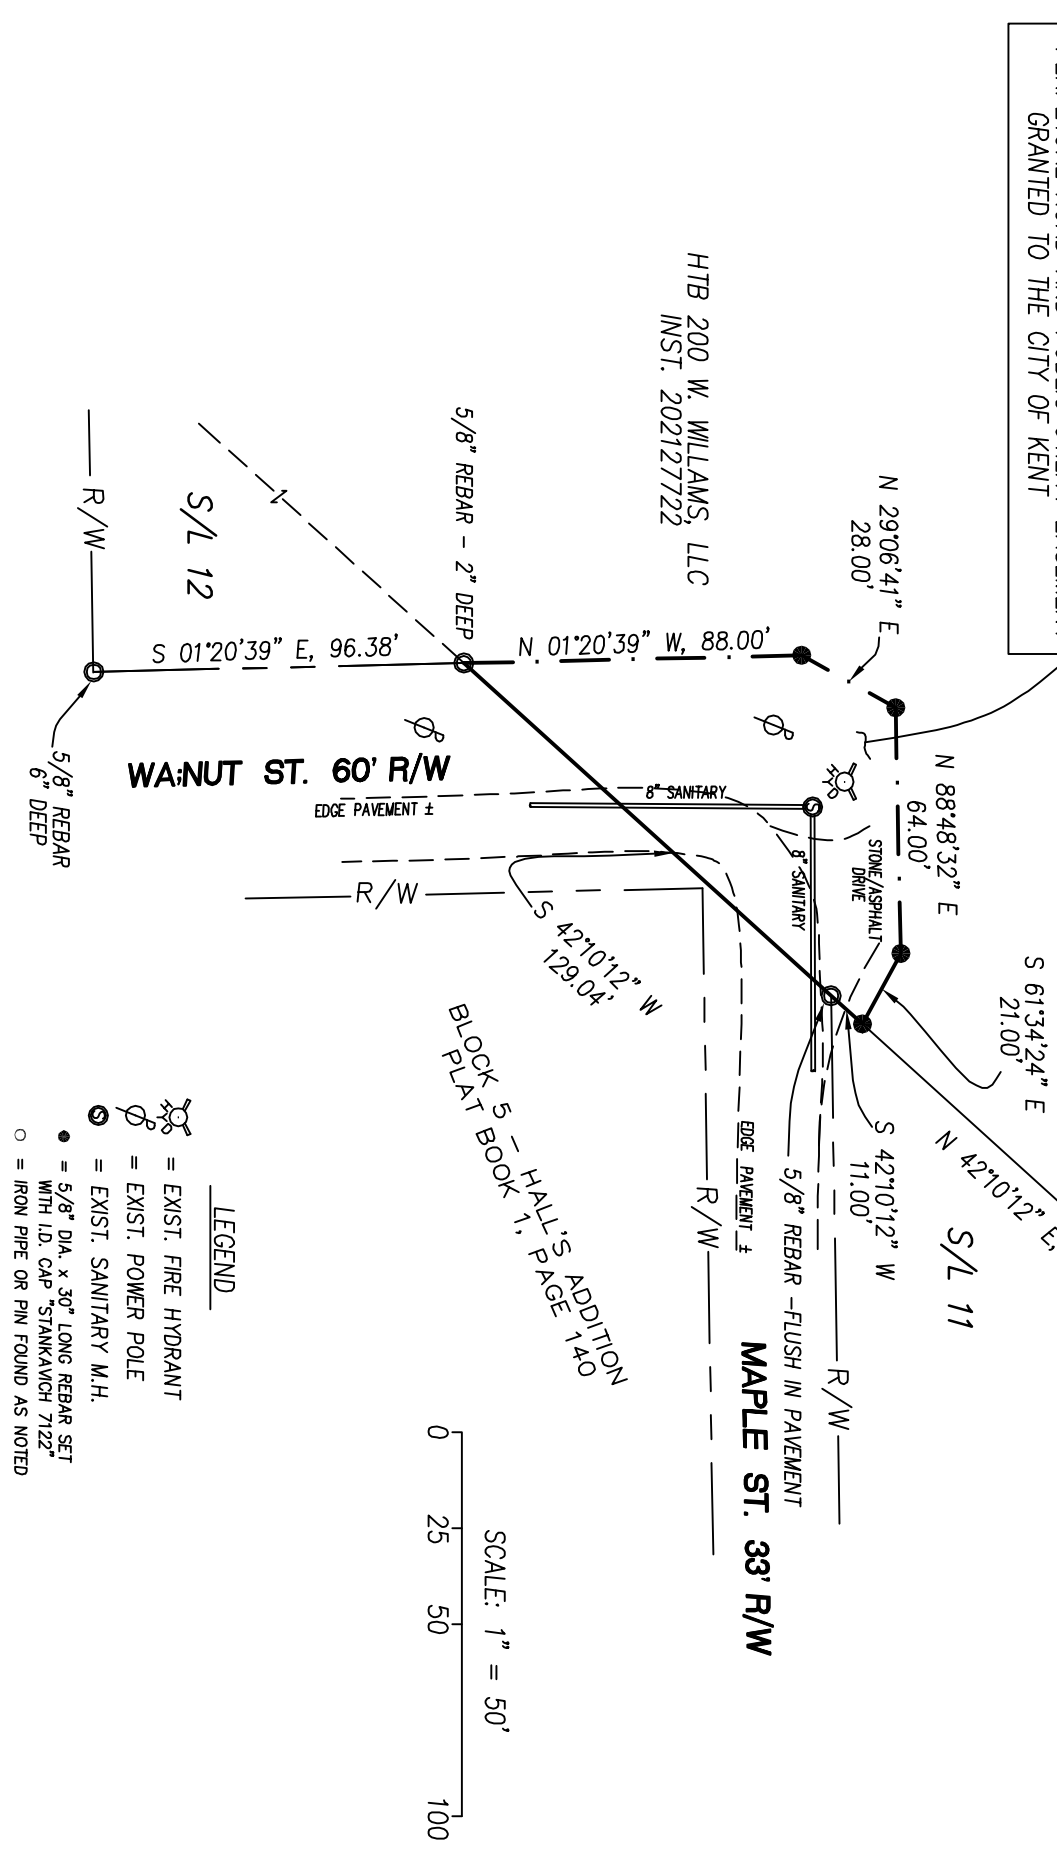 GRANTED TO THE CITY OF KENT
N 29°06'41" E
28.00'
HTB 200 W. WILLAMS, LLC
INST. 202127722
N 88°48'32" E
64.00'
S 61°34'24" E
21.00'
N 42°10'12" E,
S/L 11
S 42°10'12" W
11.00'
STONE/ASPHALT
DRIVE
8" SANITARY
8" SANITARY
5/8" REBAR -FLUSH IN PAVEMENT
R/W
MAPLE ST. 33' R/W
EDGE PAVEMENT ±
R/W
N 01°20'39" W, 88.00'
5/8" REBAR - 2" DEEP
S 42°10'12" W
129.04'
BLOCK 5 - HALL'S ADDITION
PLAT BOOK 1, PAGE 140
EDGE PAVEMENT ±
R/W
WA;NUT ST. 60' R/W
S 01°20'39" E, 96.38'
1
S/L 12
R/W
5/8" REBAR
6" DEEP
SCALE: 1" = 50'
0 25 50 100
LEGEND
HYD = EXIST. FIRE HYDRANT
P = EXIST. POWER POLE
S = EXIST. SANITARY M.H.
= 5/8" DIA. x 30" LONG REBAR SET
WITH I.D. CAP "STANKAVICH 7122"
= IRON PIPE OR PIN FOUND AS NOTED